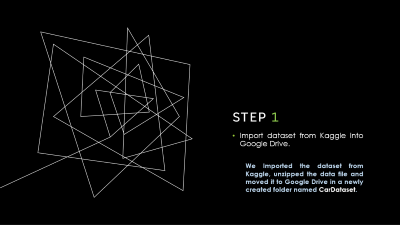 STEP 1
• Import dataset from Kaggle into
Google Drive.
We imported the dataset from
Kaggle, unzipped the data file and
moved it to Google Drive in a newly
created folder named CarDataset.